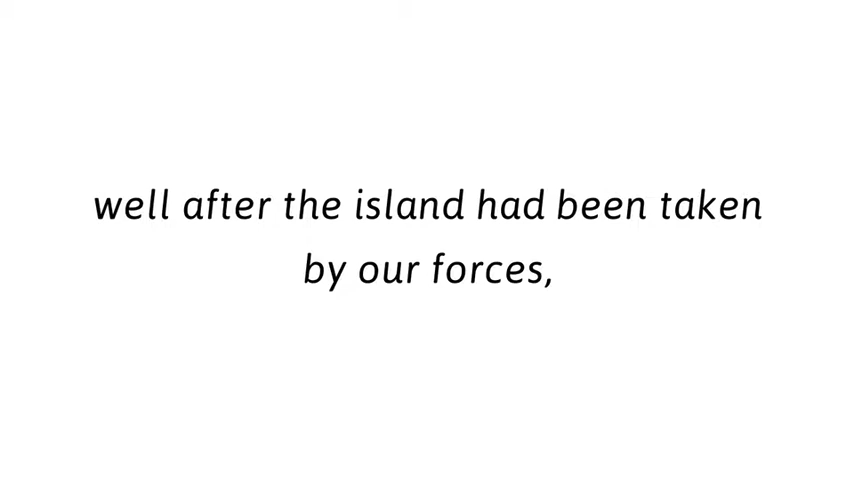 well after the island had been taken
by our forces,